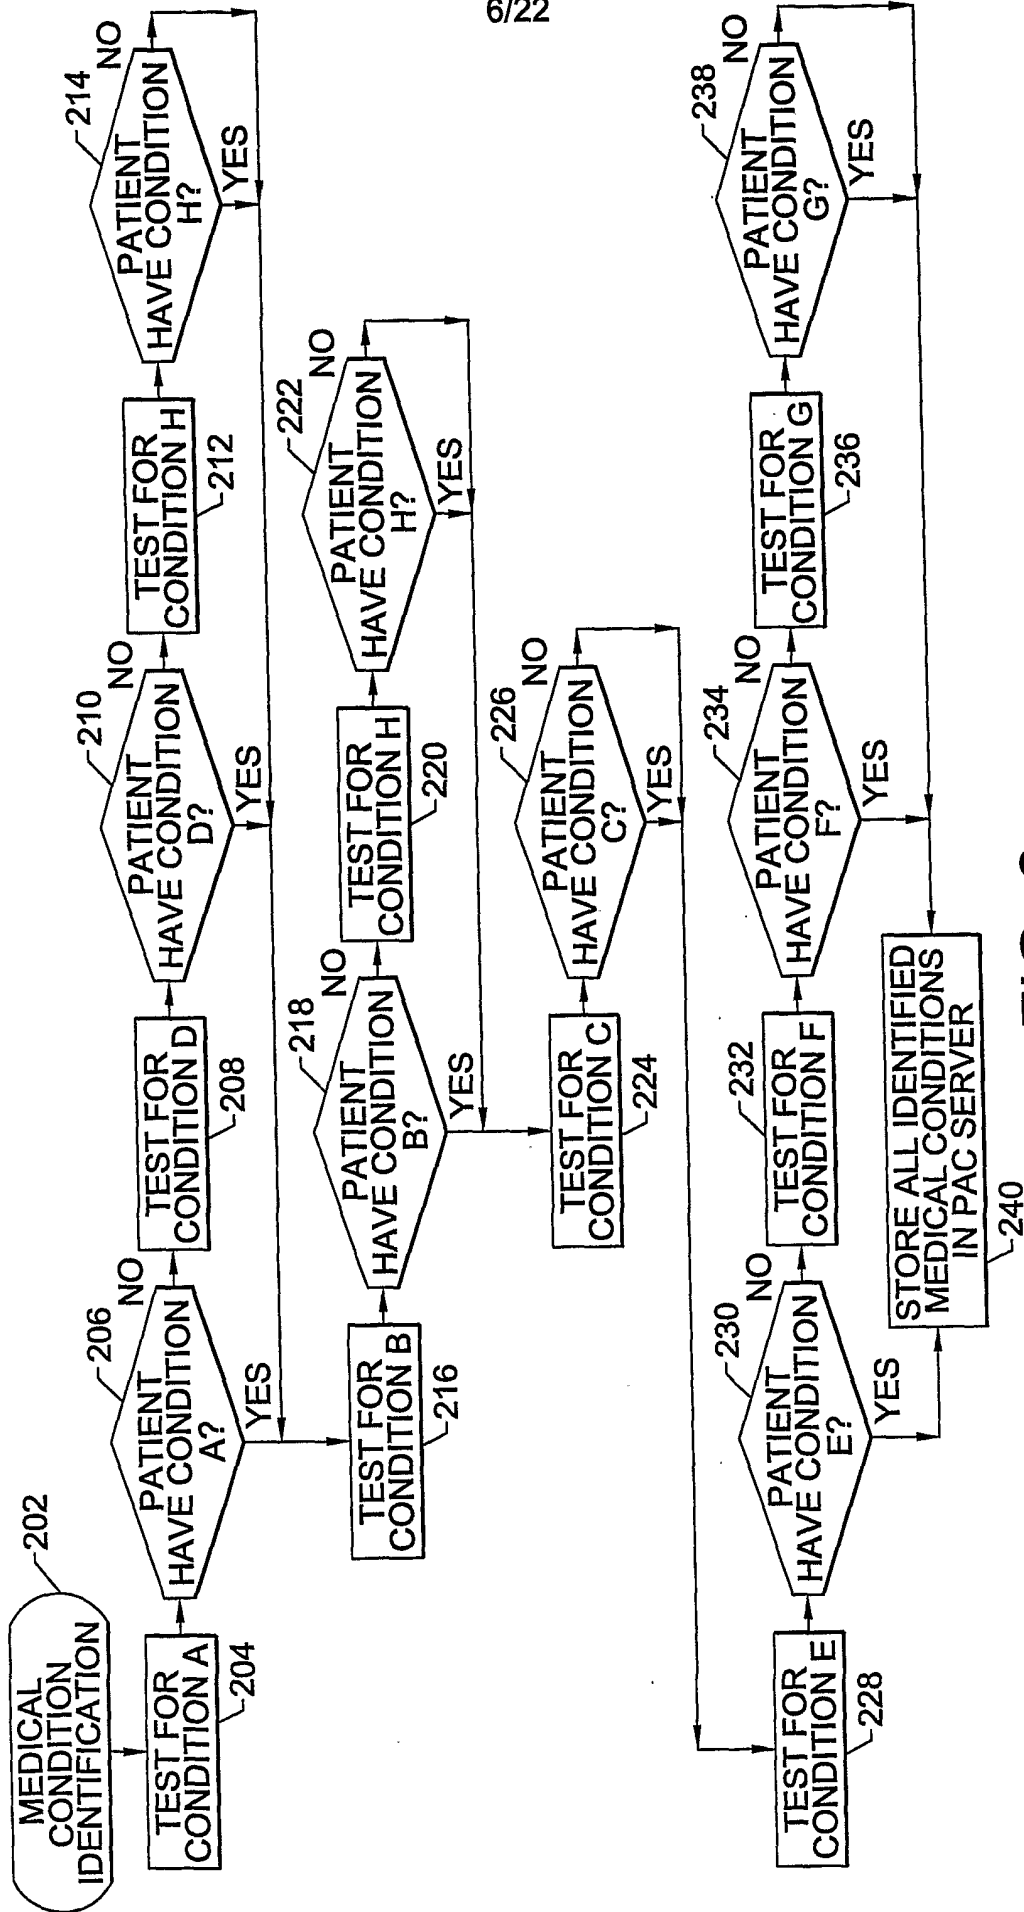 6/22
MEDICAL
CONDITION
IDENTIFICATION
202
TEST FOR
CONDITION A
204
PATIENT
HAVE CONDITION
A?
206
NO
YES
TEST FOR
CONDITION D
208
PATIENT
HAVE CONDITION
D?
210
NO
YES
TEST FOR
CONDITION H
212
PATIENT
HAVE CONDITION
H?
214
NO
YES
TEST FOR
CONDITION B
216
PATIENT
HAVE CONDITION
B?
218
NO
YES
TEST FOR
CONDITION H
220
PATIENT
HAVE CONDITION
H?
222
NO
YES
TEST FOR
CONDITION C
224
PATIENT
HAVE CONDITION
C?
226
NO
YES
TEST FOR
CONDITION E
228
PATIENT
HAVE CONDITION
E?
230
NO
YES
TEST FOR
CONDITION F
232
PATIENT
HAVE CONDITION
F?
234
NO
YES
TEST FOR
CONDITION G
236
PATIENT
HAVE CONDITION
G?
238
NO
YES
STORE ALL IDENTIFIED
MEDICAL CONDITIONS
IN PAC SERVER
240